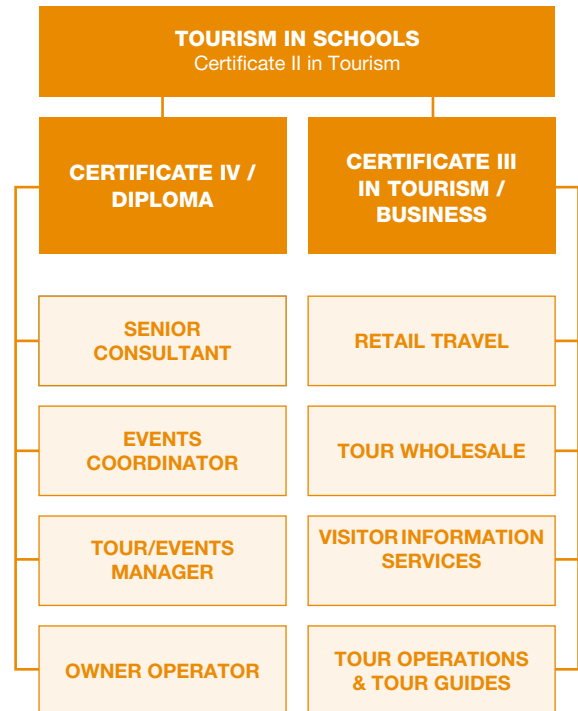 TOURISM IN SCHOOLS
Certificate II in Tourism
CERTIFICATE IV /
DIPLOMA
CERTIFICATE III
IN TOURISM /
BUSINESS
SENIOR
CONSULTANT
RETAIL TRAVEL
EVENTS
COORDINATOR
TOUR WHOLESALE
TOUR/EVENTS
MANAGER
VISITOR INFORMATION
SERVICES
OWNER OPERATOR
TOUR OPERATIONS
& TOUR GUIDES